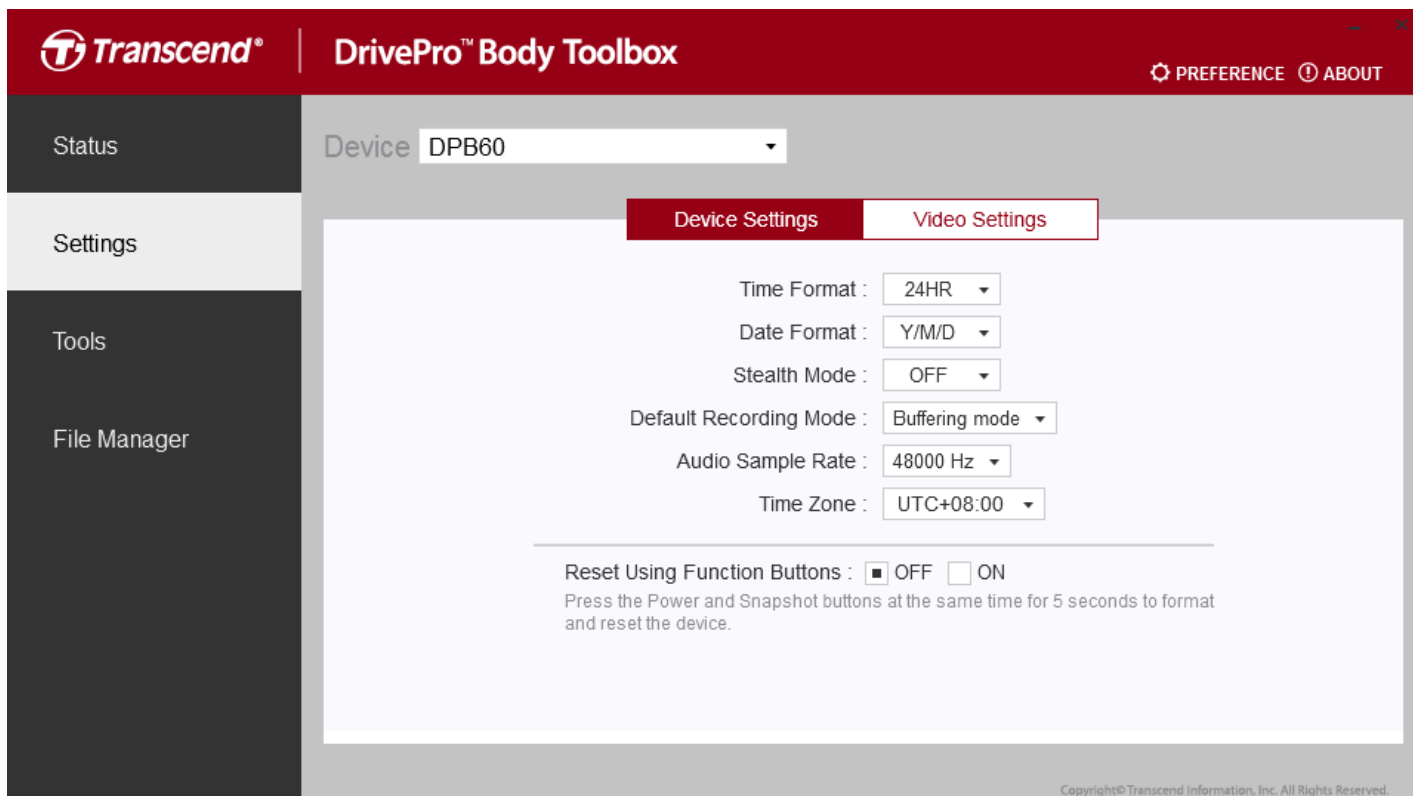 Transcend®
DrivePro™ Body Toolbox
PREFERENCE ABOUT
Status
Settings
Tools
File Manager
Device DPB60
Device Settings Video Settings
Time Format : 24HR
Date Format : Y/M/D
Stealth Mode : OFF
Default Recording Mode : Buffering mode
Audio Sample Rate : 48000 Hz
Time Zone : UTC+08:00
Reset Using Function Buttons : OFF ON
Press the Power and Snapshot buttons at the same time for 5 seconds to format
and reset the device.
Copyright© Transcend Information, Inc. All Rights Reserved.